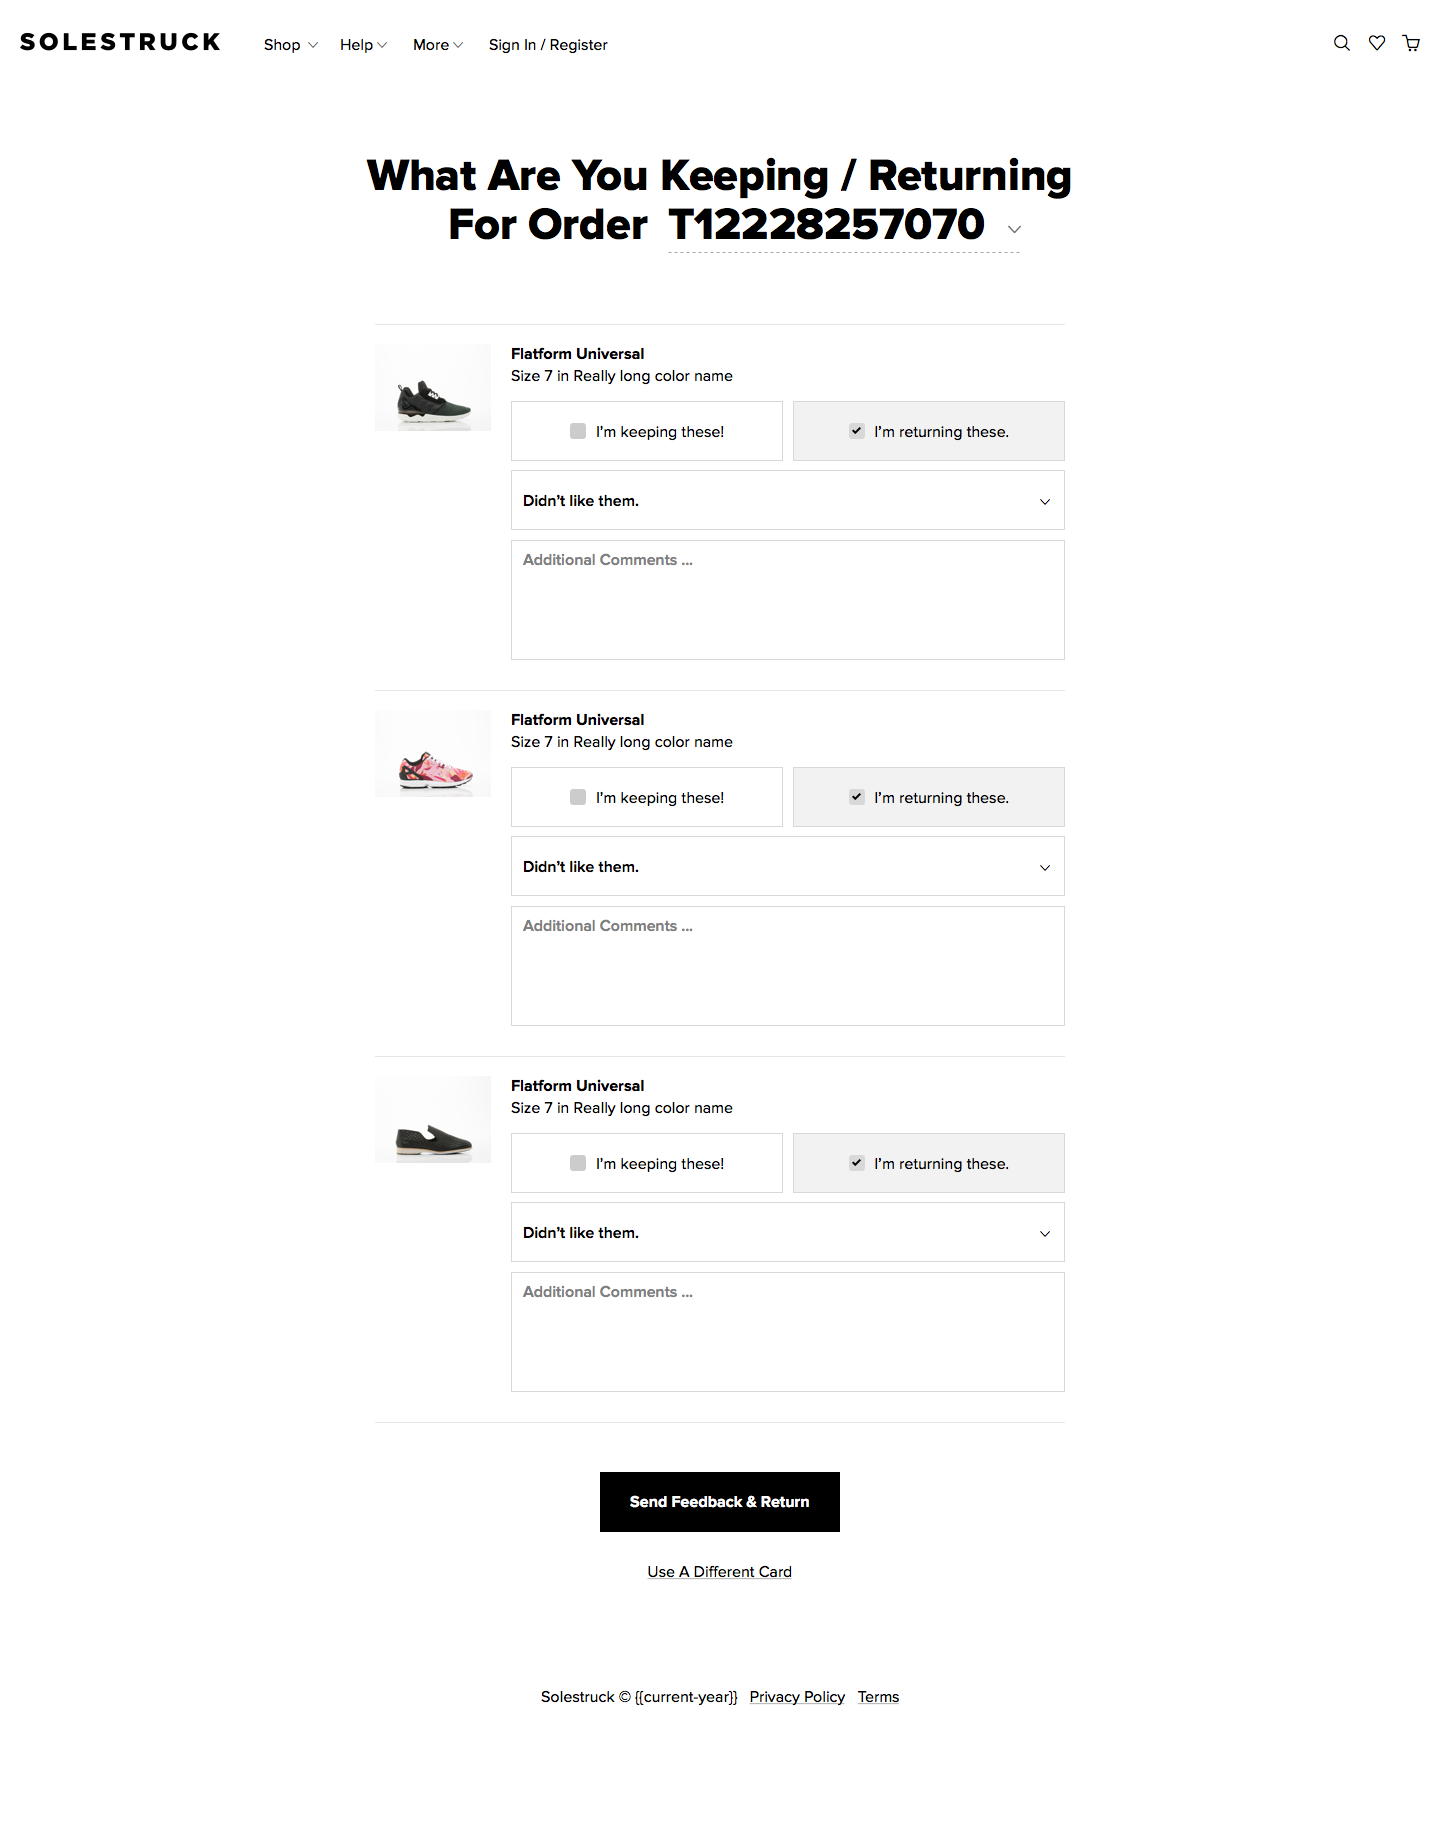 SOLESTRUCK Shop Help More Sign In / Register
What Are You Keeping / Returning
For Order T12228257070
Flatform Universal
Size 7 in Really long color name
I'm keeping these! I'm returning these.
Didn't like them.
Additional Comments ...
Flatform Universal
Size 7 in Really long color name
I'm keeping these! I'm returning these.
Didn't like them.
Additional Comments ...
Flatform Universal
Size 7 in Really long color name
I'm keeping these! I'm returning these.
Didn't like them.
Additional Comments ...
Send Feedback & Return
Use A Different Card
Solestruck © {{current-year}} Privacy Policy Terms